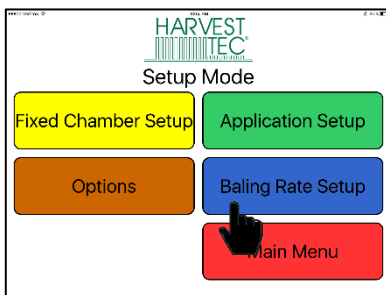 HARVEST
TEC
Setup Mode
Fixed Chamber Setup
Application Setup
Options
Baling Rate Setup
Main Menu